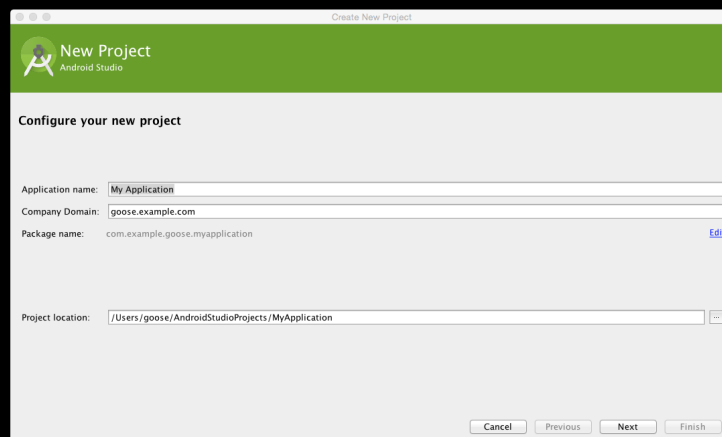 Create New Project
New Project
Android Studio
Configure your new project
Application name: My Application
Company Domain: goose.example.com
Package name: com.example.goose.myapplication Edi
Project location: /Users/goose/AndroidStudioProjects/MyApplication ...
Cancel Previous Next Finish